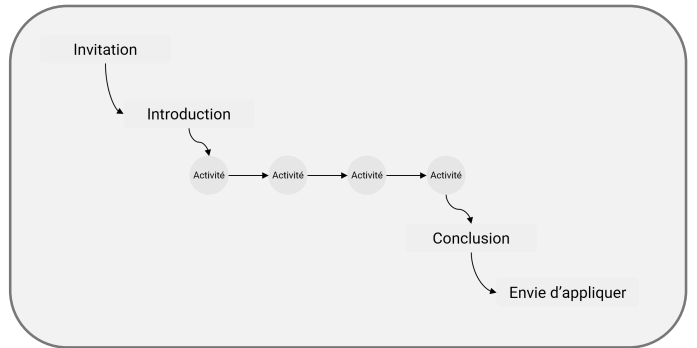 Invitation
Introduction
Activité
Activité
Activité
Activité
Conclusion
Envie d’appliquer